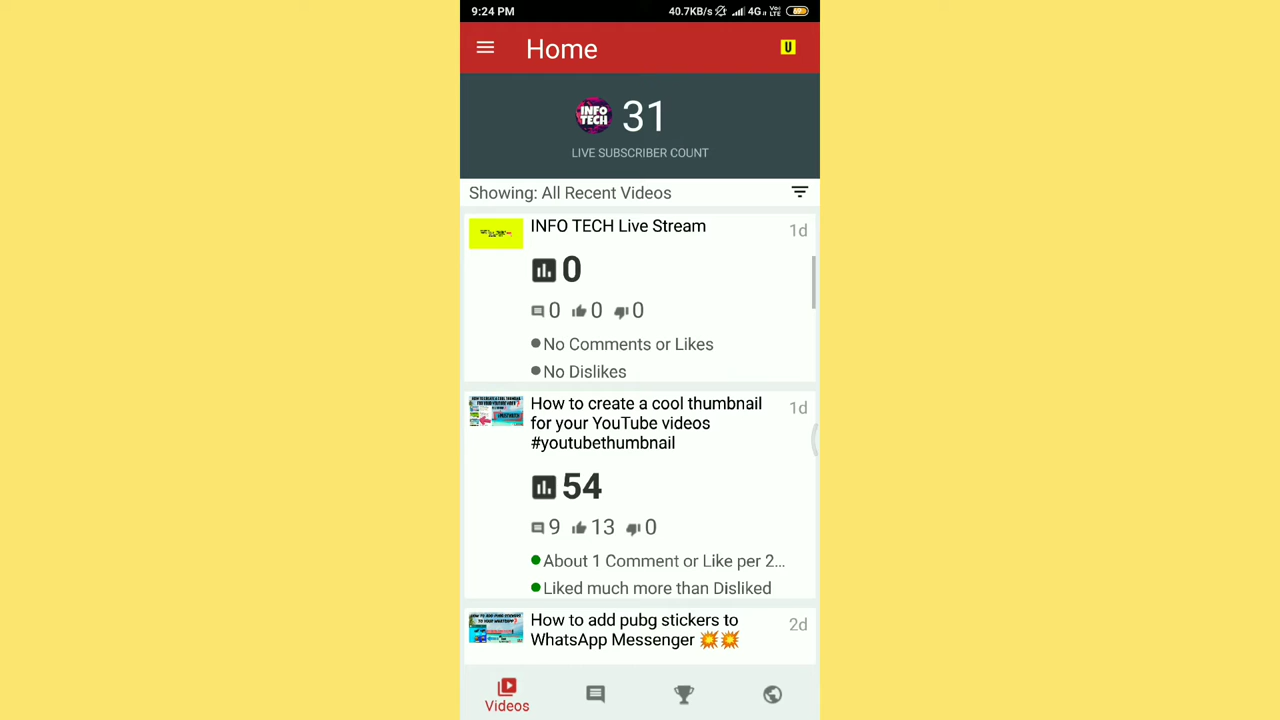 9:24 PM 40.7KB/s 4G Vo LTE 69
Home U
INFO TECH 31
LIVE SUBSCRIBER COUNT
Showing: All Recent Videos
INFO TECH Live Stream 1d
0
0 0 0
No Comments or Likes
No Dislikes
How to create a cool thumbnail 1d
for your YouTube videos
#youtubethumbnail
54
9 13 0
About 1 Comment or Like per 2...
Liked much more than Disliked
How to add pubg stickers to 2d
WhatsApp Messenger 💥💥
Videos